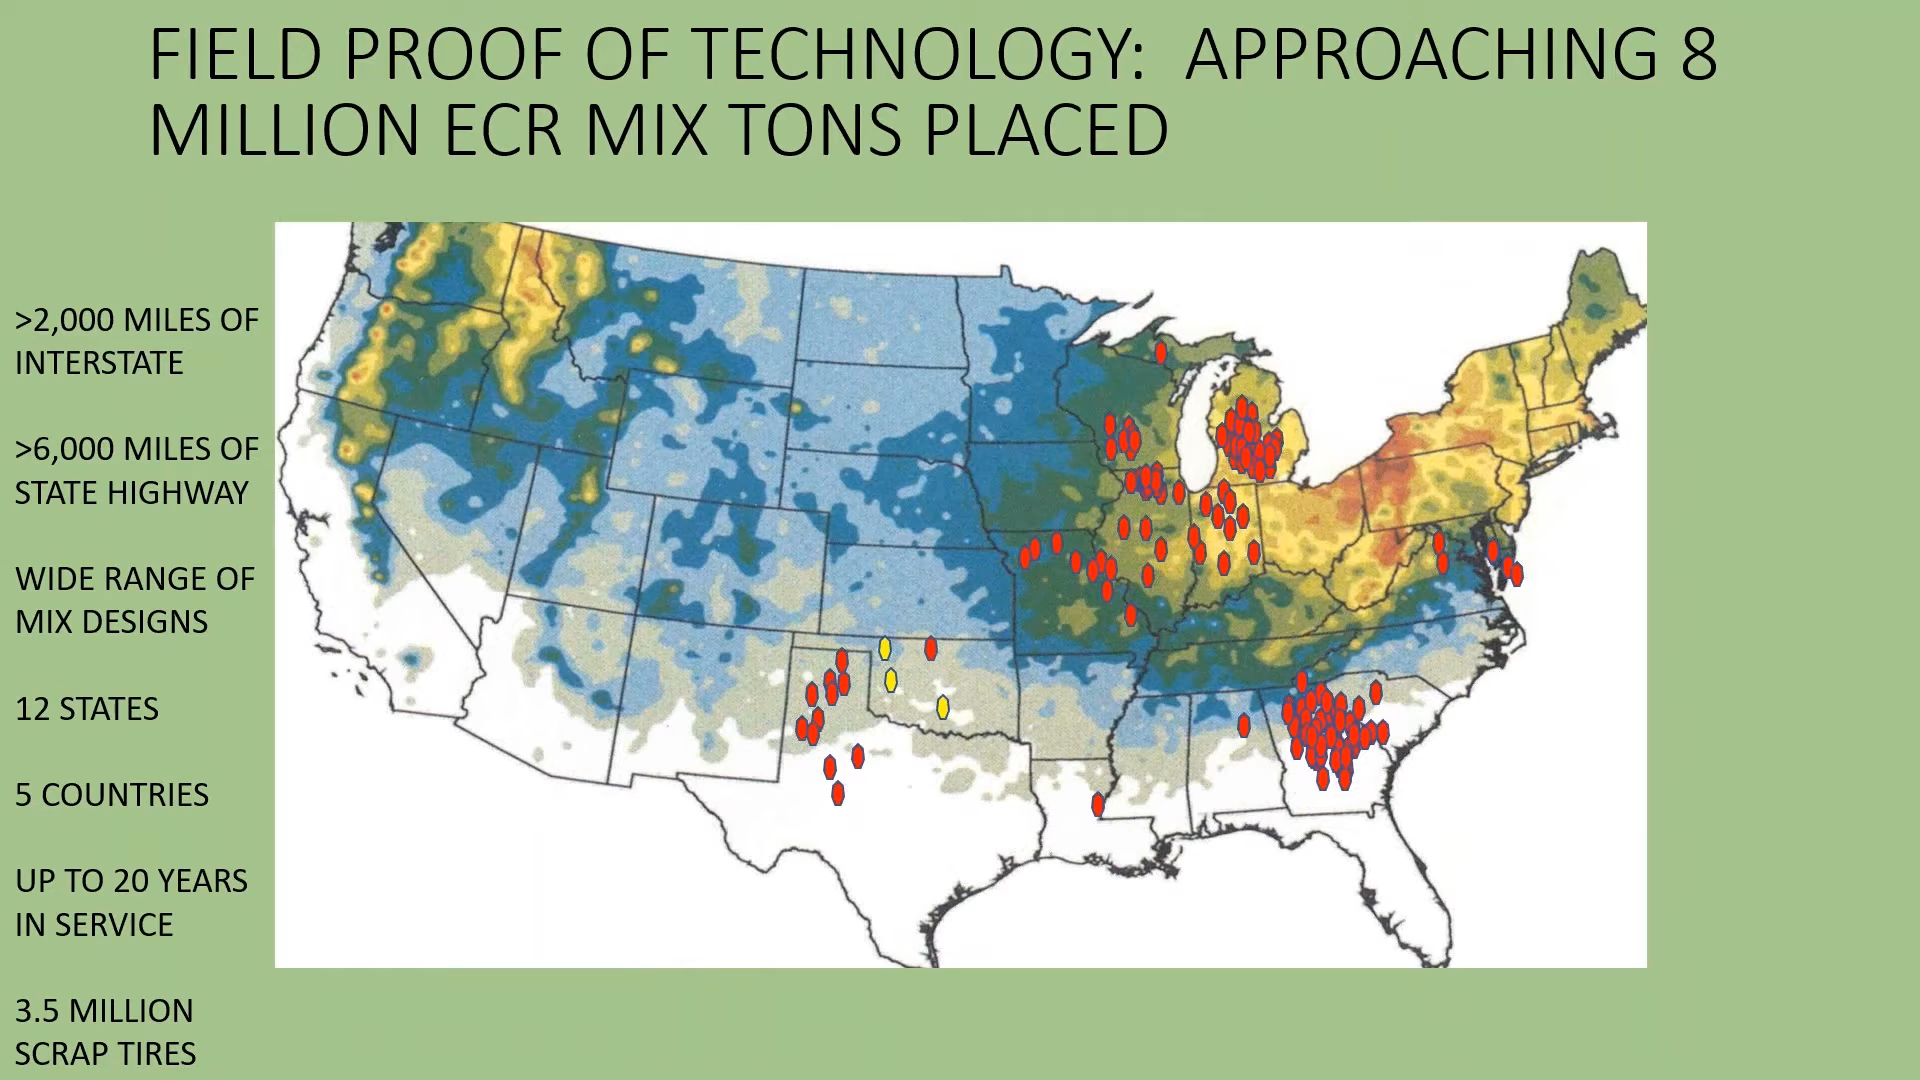 FIELD PROOF OF TECHNOLOGY:  APPROACHING 8
MILLION ECR MIX TONS PLACED
>2,000 MILES OF
INTERSTATE
>6,000 MILES OF
STATE HIGHWAY
WIDE RANGE OF
MIX DESIGNS
12 STATES
5 COUNTRIES
UP TO 20 YEARS
IN SERVICE
3.5 MILLION
SCRAP TIRES